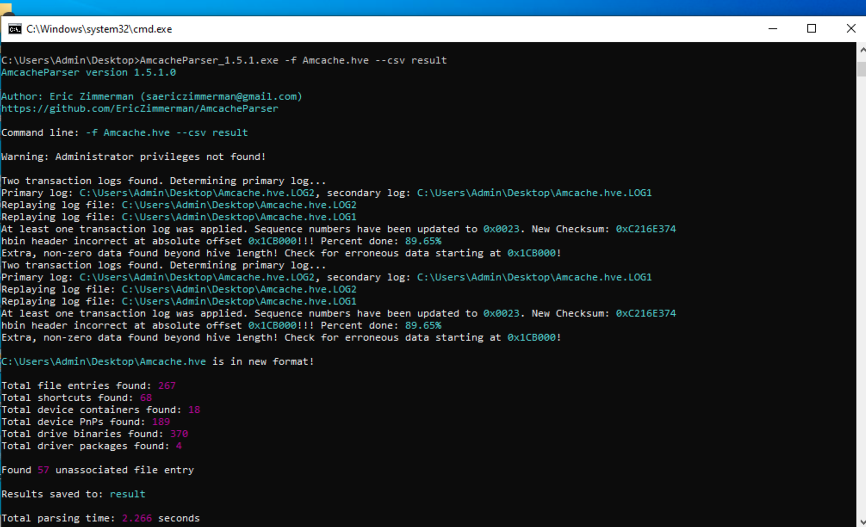 C:\Windows\system32\cmd.exe
C:\Users\Admin\Desktop>AmcacheParser_1.5.1.exe -f Amcache.hve --csv result
AmcacheParser version 1.5.1.0
Author: Eric Zimmerman (saericzimmerman@gmail.com)
https://github.com/EricZimmerman/AmcacheParser
Command line: -f Amcache.hve --csv result
Warning: Administrator privileges not found!
Two transaction logs found. Determining primary log...
Primary log: C:\Users\Admin\Desktop\Amcache.hve.LOG2, secondary log: C:\Users\Admin\Desktop\Amcache.hve.LOG1
Replaying log file: C:\Users\Admin\Desktop\Amcache.hve.LOG2
Replaying log file: C:\Users\Admin\Desktop\Amcache.hve.LOG1
At least one transaction log was applied. Sequence numbers have been updated to 0x0023. New Checksum: 0xC216E374
hbin header incorrect at absolute offset 0x1CB000!!! Percent done: 89.65%
Extra, non-zero data found beyond hive length! Check for erroneous data starting at 0x1CB000!
Two transaction logs found. Determining primary log...
Primary log: C:\Users\Admin\Desktop\Amcache.hve.LOG2, secondary log: C:\Users\Admin\Desktop\Amcache.hve.LOG1
Replaying log file: C:\Users\Admin\Desktop\Amcache.hve.LOG2
Replaying log file: C:\Users\Admin\Desktop\Amcache.hve.LOG1
At least one transaction log was applied. Sequence numbers have been updated to 0x0023. New Checksum: 0xC216E374
hbin header incorrect at absolute offset 0x1CB000!!! Percent done: 89.65%
Extra, non-zero data found beyond hive length! Check for erroneous data starting at 0x1CB000!
C:\Users\Admin\Desktop\Amcache.hve is in new format!
Total file entries found: 267
Total shortcuts found: 68
Total device containers found: 18
Total device PnPs found: 189
Total drive binaries found: 370
Total driver packages found: 4
Found 57 unassociated file entry
Results saved to: result
Total parsing time: 2.266 seconds